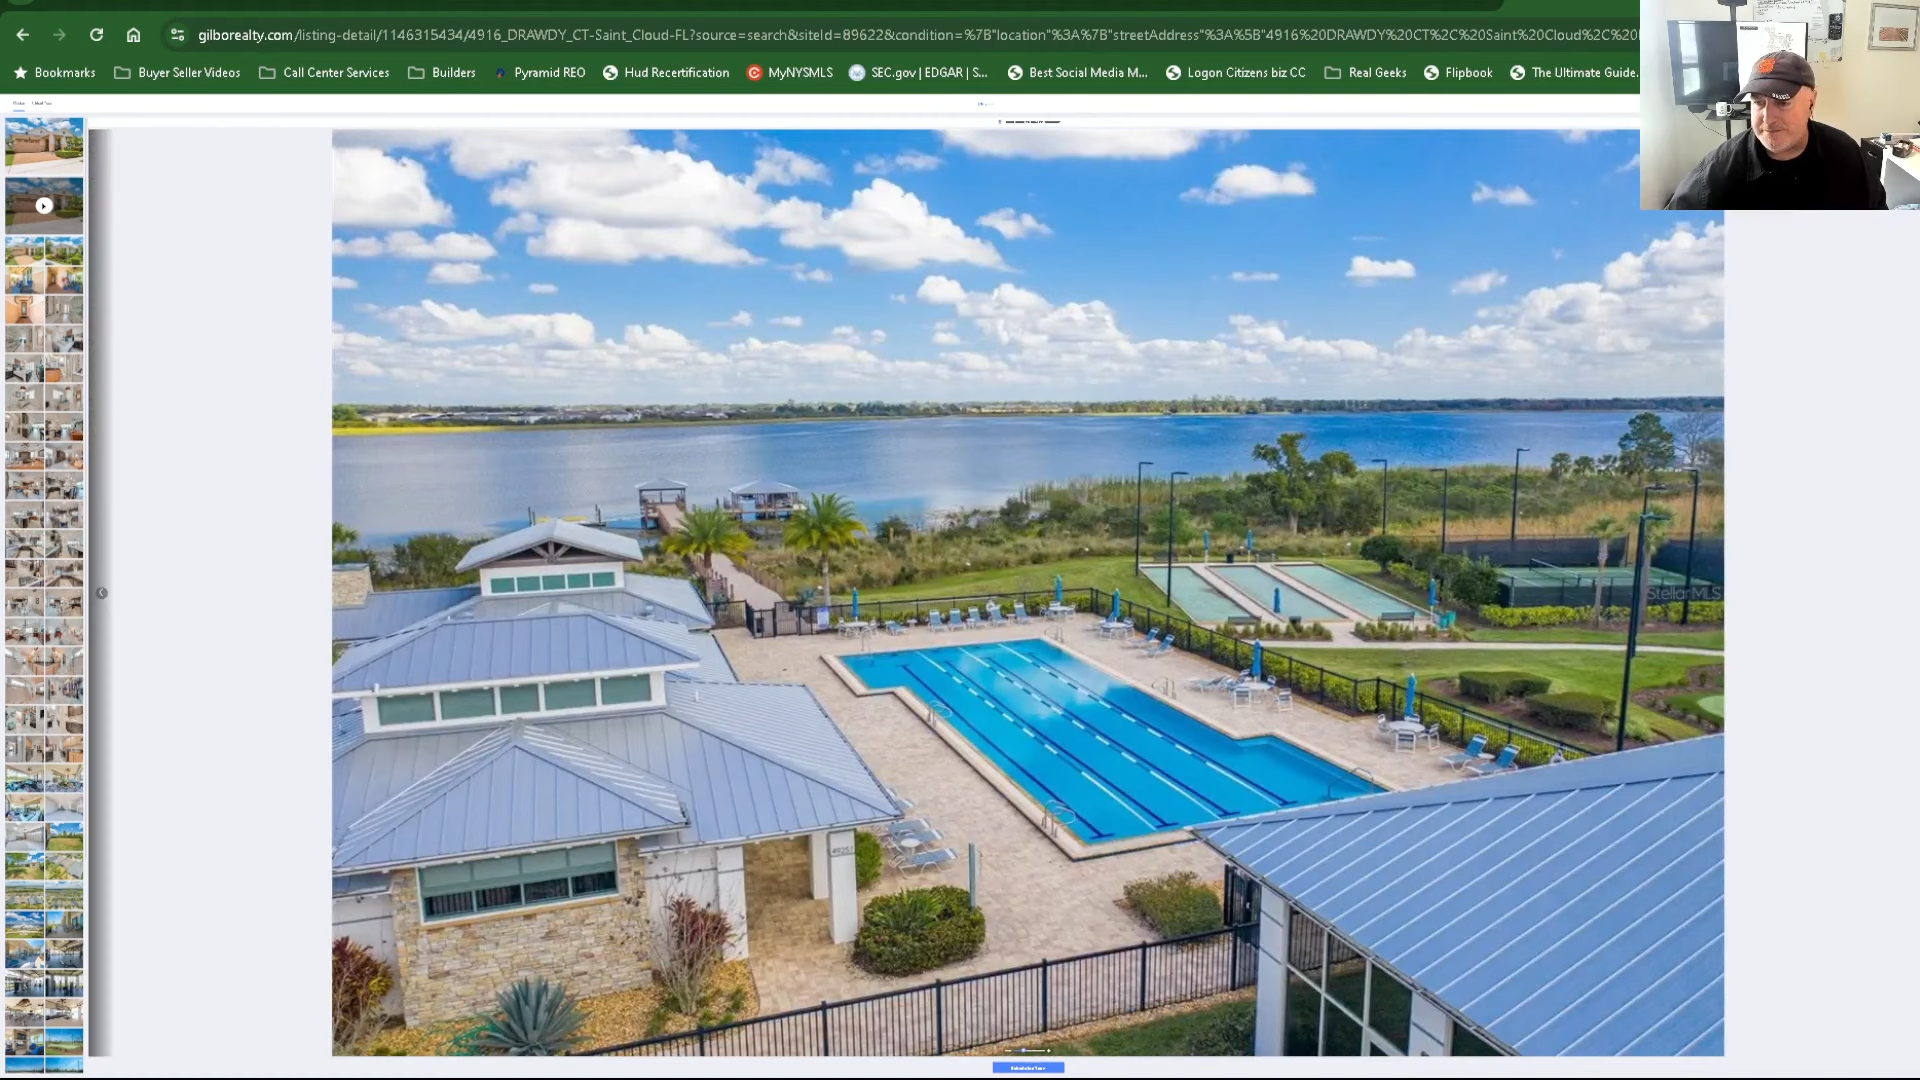 gilborealty.com/listing-detail/1146315434/4916_DRAWDY_CT-Saint_Cloud-FL?source=search&siteId=89622&condition=%7B"location"%3A%7B"streetAddress"%3A%5B"4916%20DRAWDY%20CT%2C%20Saint%20Cloud%2C%20
Bookmarks Buyer Seller Videos Call Center Services Builders Pyramid REO Hud Recertification MyNYSMLS SEC.gov | EDGAR | S... Best Social Media M... Logon Citizens biz CC Real Geeks Flipbook The Ultimate Guide.
StellarMLS
Schedule Tour